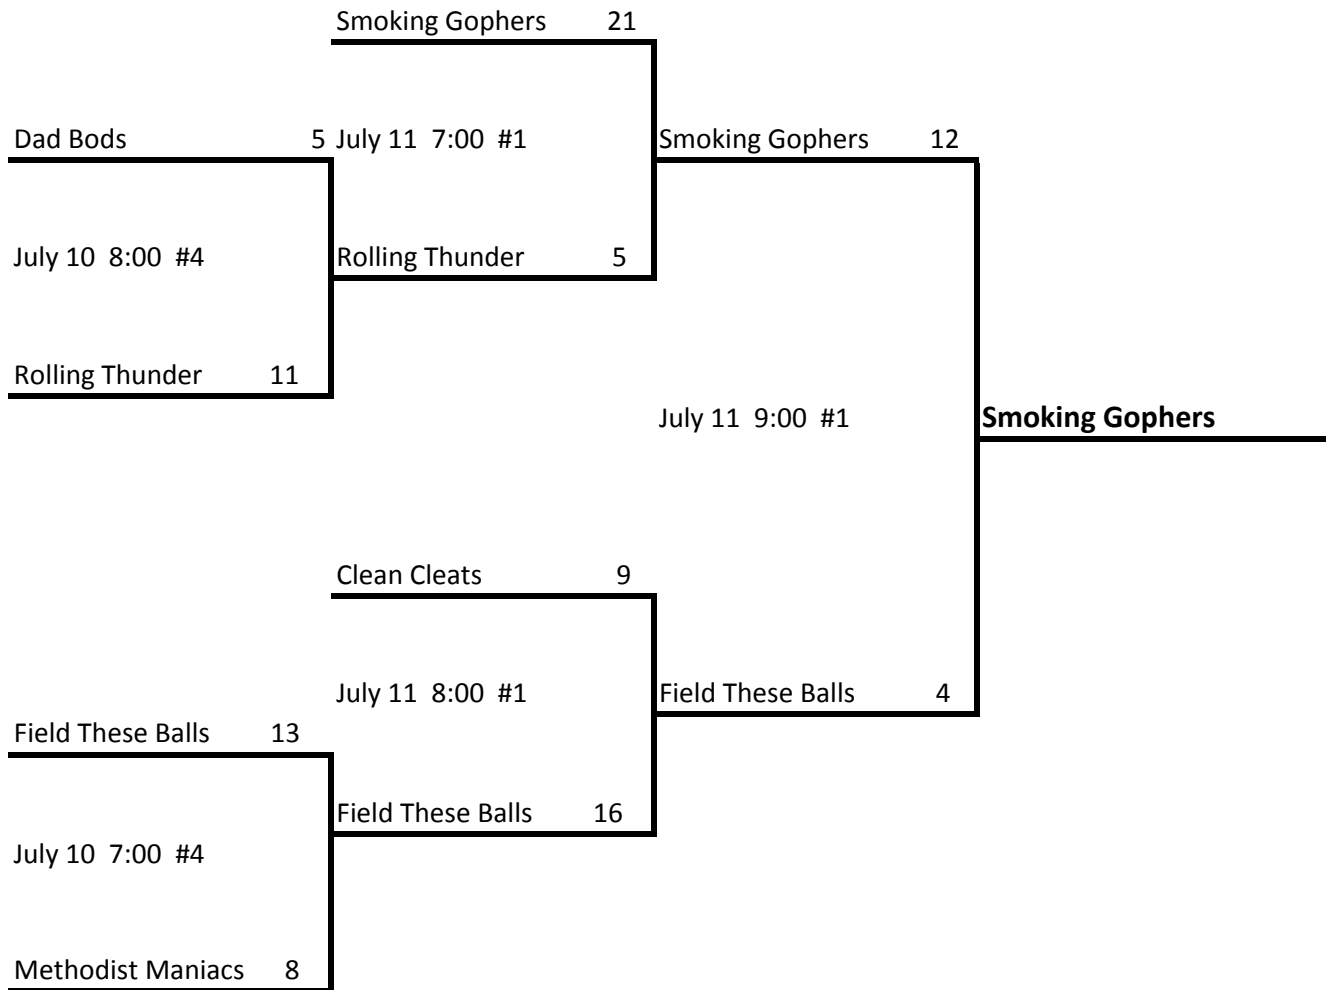 Smoking Gophers 21
Dad Bods 5 July 11 7:00 #1 Smoking Gophers 12
July 10 8:00 #4 Rolling Thunder 5
Rolling Thunder 11
July 11 9:00 #1 Smoking Gophers
Clean Cleats 9
July 11 8:00 #1 Field These Balls 4
Field These Balls 13
Field These Balls 16
July 10 7:00 #4
Methodist Maniacs 8